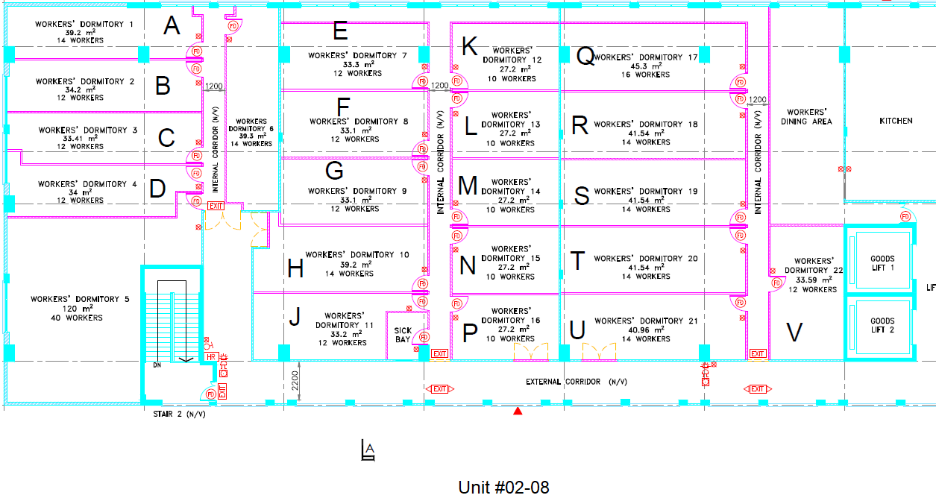 A
WORKERS' DORMITORY 1
39.2 m²
14 WORKERS
B
WORKERS' DORMITORY 2
34.2 m²
12 WORKERS
C
WORKERS' DORMITORY 3
33.41 m²
12 WORKERS
D
WORKERS' DORMITORY 4
34 m²
12 WORKERS
WORKERS' DORMITORY 5
120 m²
40 WORKERS
DN
STAIR 2 (N/V)
FD
1200
INTERNAL CORRIDOR (N/V)
EXIT
WORKERS
DORMITORY 6
39.3 m²
14 WORKERS
E
WORKERS' DORMITORY 7
33.3 m²
12 WORKERS
F
WORKERS' DORMITORY 8
33.1 m²
12 WORKERS
G
WORKERS' DORMITORY 9
33.1 m²
12 WORKERS
H
WORKERS' DORMITORY 10
39.2 m²
14 WORKERS
J
WORKERS'
DORMITORY 11
33.2 m²
12 WORKERS
SICK
BAY
HR
EXIT
2200
1200
INTERNAL CORRIDOR (N/V)
EXIT
EXIT
K
WORKERS'
DORMITORY 12
27.2 m²
10 WORKERS
L
WORKERS'
DORMITORY 13
27.2 m²
10 WORKERS
M
WORKERS'
DORMITORY 14
27.2 m²
10 WORKERS
N
WORKERS'
DORMITORY 15
27.2 m²
10 WORKERS
P
WORKERS'
DORMITORY 16
27.2 m²
10 WORKERS
Q
WORKERS' DORMITORY 17
45.3 m²
16 WORKERS
R
WORKERS' DORMITORY 18
41.54 m²
14 WORKERS
S
WORKERS' DORMITORY 19
41.54 m²
14 WORKERS
T
WORKERS' DORMITORY 20
41.54 m²
14 WORKERS
U
WORKERS' DORMITORY 21
40.96 m²
14 WORKERS
1200
INTERNAL CORRIDOR (N/V)
EXIT
EXIT
WORKERS'
DINING AREA
KITCHEN
WORKERS'
DORMITORY 22
33.59 m²
12 WORKERS
V
GOODS
LIFT 1
GOODS
LIFT 2
LIF
EXTERNAL CORRIDOR (N/V)
A
Unit #02-08